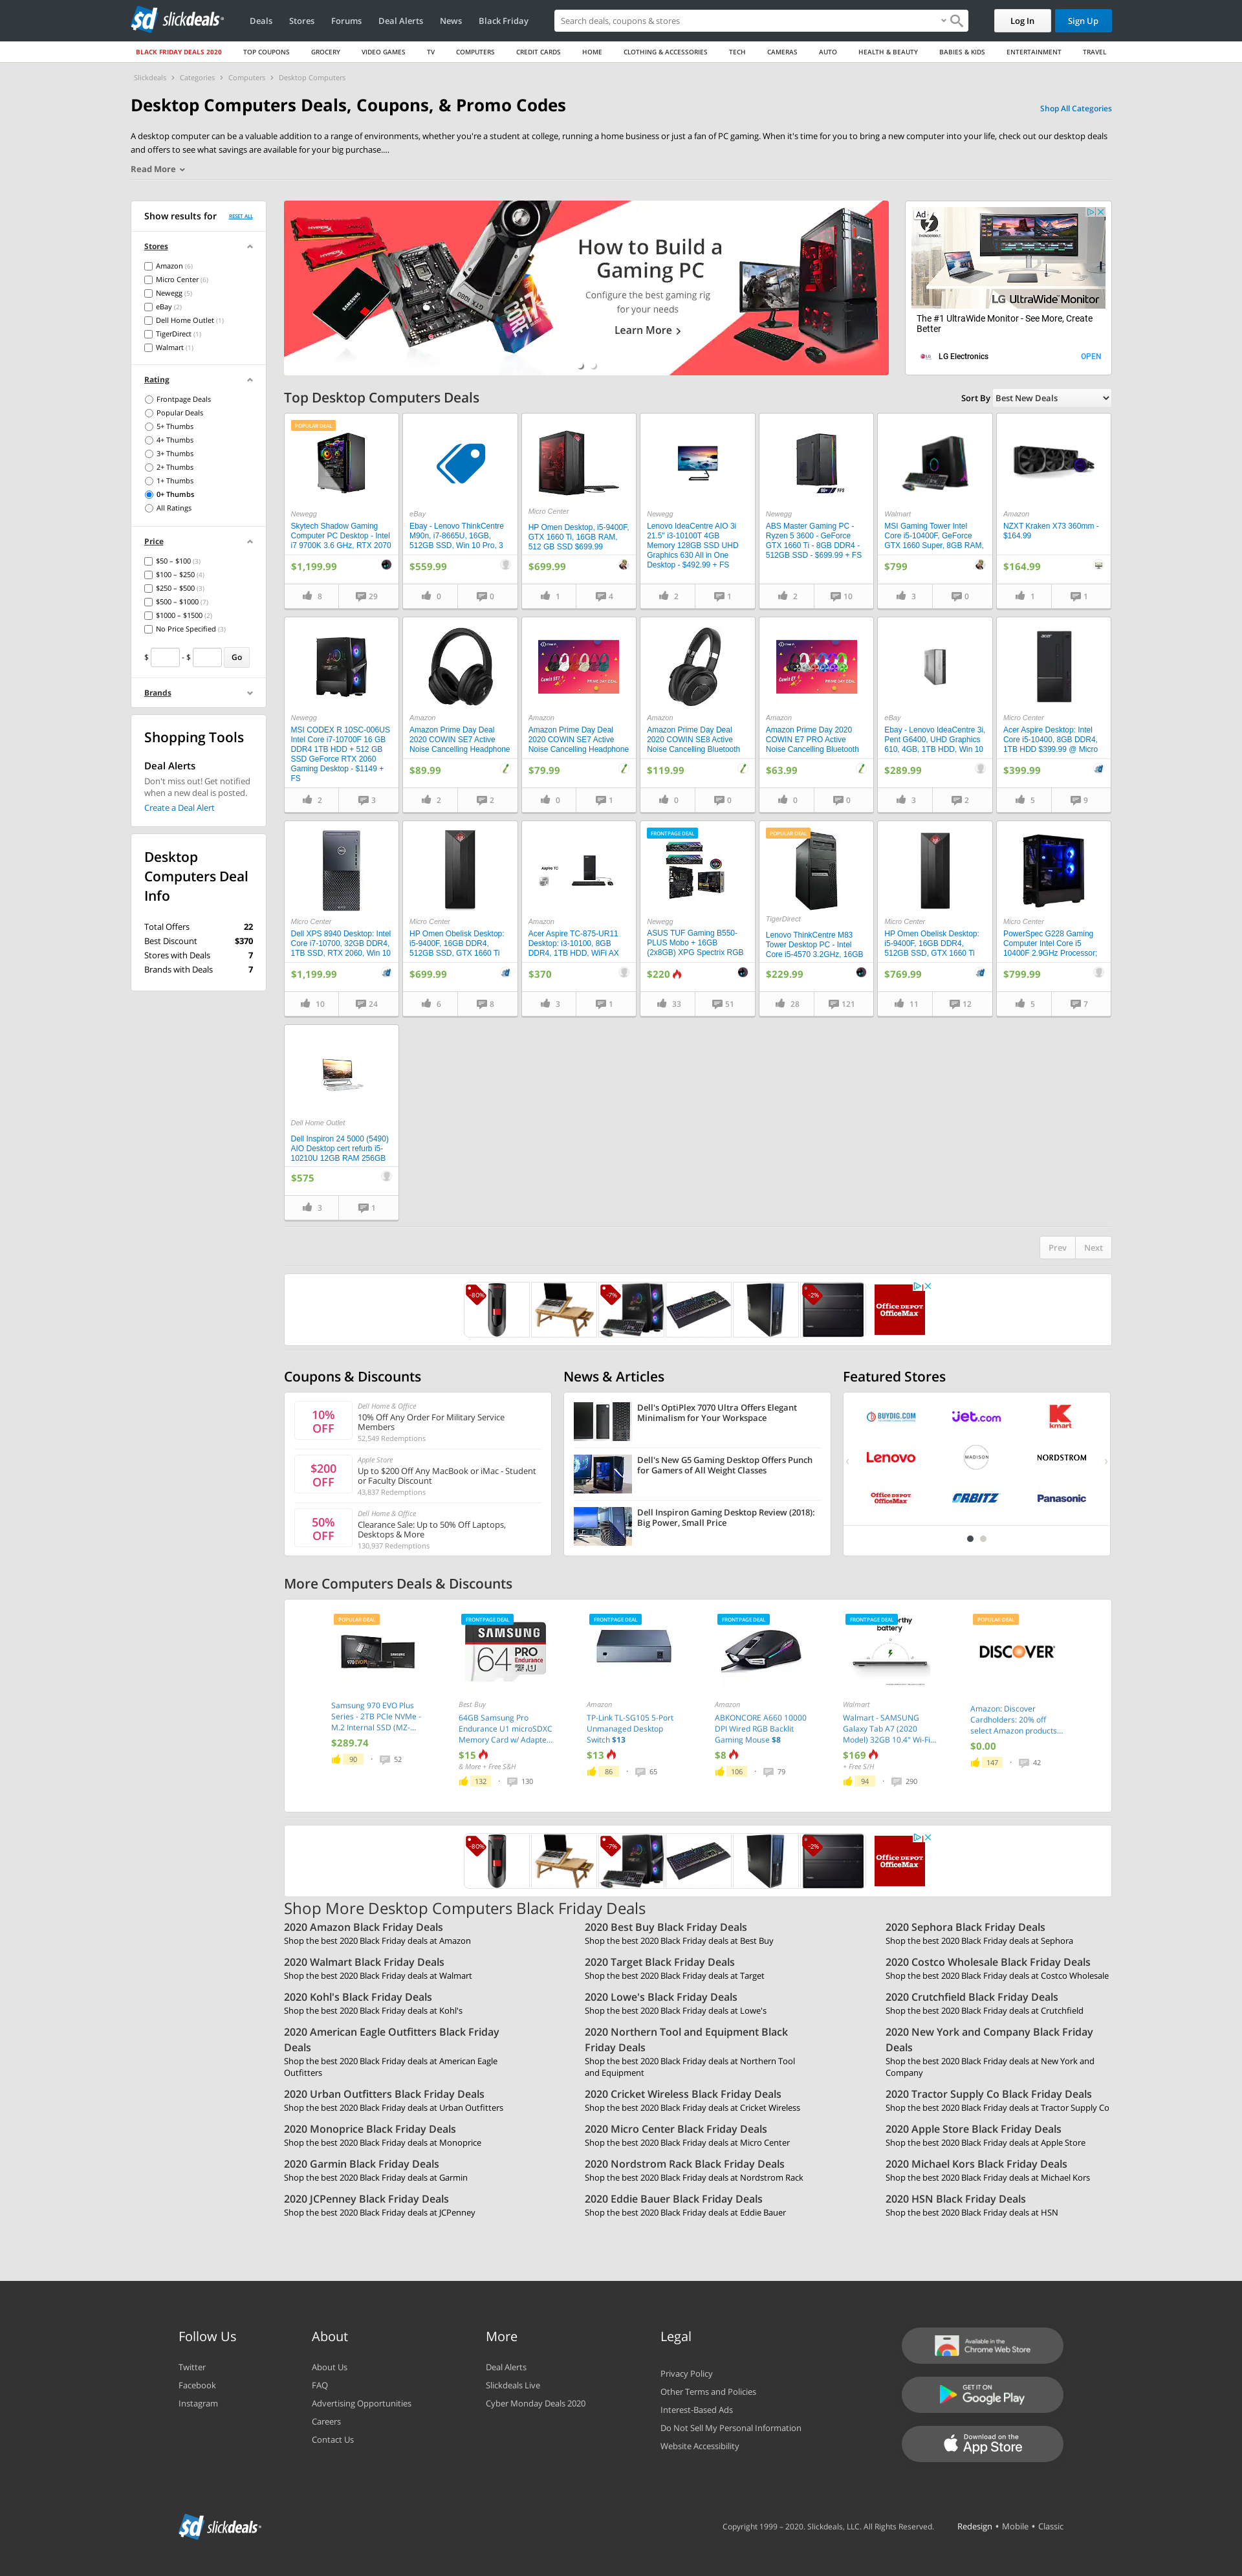 sd slickdeals
Deals Stores Forums Deal Alerts News Black Friday
Search deals, coupons & stores
Log In Sign Up
BLACK FRIDAY DEALS 2020 TOP COUPONS GROCERY VIDEO GAMES TV COMPUTERS CREDIT CARDS HOME CLOTHING & ACCESSORIES TECH CAMERAS AUTO HEALTH & BEAUTY BABIES & KIDS ENTERTAINMENT TRAVEL
Slickdeals > Categories > Computers > Desktop Computers
Desktop Computers Deals, Coupons, & Promo Codes
Shop All Categories
A desktop computer can be a valuable addition to a range of environments, whether you're a student at college, running a home business or just a fan of PC gaming. When it's time for you to bring a new computer into your life, check out our desktop deals
and offers to see what savings are available for your big purchase....
Read More
Show results for RESET ALL
Stores
Amazon (6)
Micro Center (6)
Newegg (5)
eBay (2)
Dell Home Outlet (1)
TigerDirect (1)
Walmart (1)
Rating
Frontpage Deals
Popular Deals
5+ Thumbs
4+ Thumbs
3+ Thumbs
2+ Thumbs
1+ Thumbs
0+ Thumbs
All Ratings
Price
$50 – $100 (3)
$100 – $250 (4)
$250 – $500 (3)
$500 – $1000 (7)
$1000 – $1500 (2)
No Price Specified (3)
$ - $ Go
Brands
Shopping Tools
Deal Alerts
Don't miss out! Get notified
when a new deal is posted.
Create a Deal Alert
Desktop
Computers Deal
Info
Total Offers 22
Best Discount $370
Stores with Deals 7
Brands with Deals 7
How to Build a
Gaming PC
Configure the best gaming rig
for your needs
Learn More >
Ad
LG UltraWide Monitor
The #1 UltraWide Monitor - See More, Create
Better
LG Electronics OPEN
Top Desktop Computers Deals
Sort By Best New Deals
POPULAR DEAL
Newegg
Skytech Shadow Gaming
Computer PC Desktop - Intel
i7 9700K 3.6 GHz, RTX 2070
$1,199.99
8 29
eBay
Ebay - Lenovo ThinkCentre
M90n, i7-8665U, 16GB,
512GB SSD, Win 10 Pro, 3
$559.99
0 0
Micro Center
HP Omen Desktop, i5-9400F,
GTX 1660 Ti, 16GB RAM,
512 GB SSD $699.99
$699.99
1 4
Newegg
Lenovo IdeaCentre AIO 3i
21.5" i3-10100T 4GB
Memory 128GB SSD UHD
Graphics 630 All in One
Desktop - $492.99 + FS
2 1
Newegg
ABS Master Gaming PC -
Ryzen 5 3600 - GeForce
GTX 1660 Ti - 8GB DDR4 -
512GB SSD - $699.99 + FS
2 10
Walmart
MSI Gaming Tower Intel
Core i5-10400F, GeForce
GTX 1660 Super, 8GB RAM,
$799
3 0
Amazon
NZXT Kraken X73 360mm -
$164.99
$164.99
1 1
Newegg
MSI CODEX R 10SC-006US
Intel Core i7-10700F 16 GB
DDR4 1TB HDD + 512 GB
SSD GeForce RTX 2060
Gaming Desktop - $1149 +
FS
2 3
Amazon
Amazon Prime Day Deal
2020 COWIN SE7 Active
Noise Cancelling Headphone
$89.99
2 2
Amazon
Amazon Prime Day Deal
2020 COWIN SE7 Active
Noise Cancelling Headphone
$79.99
0 1
Amazon
Amazon Prime Day Deal
2020 COWIN SE8 Active
Noise Cancelling Bluetooth
$119.99
0 0
Amazon
Amazon Prime Day 2020
COWIN E7 PRO Active
Noise Cancelling Bluetooth
$63.99
0 0
eBay
Ebay - Lenovo IdeaCentre 3i,
Pent G6400, UHD Graphics
610, 4GB, 1TB HDD, Win 10
$289.99
3 2
Micro Center
Acer Aspire Desktop: Intel
Core i5-10400, 8GB DDR4,
1TB HDD $399.99 @ Micro
$399.99
5 9
Micro Center
Dell XPS 8940 Desktop: Intel
Core i7-10700, 32GB DDR4,
1TB SSD, RTX 2060, Win 10
$1,199.99
10 24
Micro Center
HP Omen Obelisk Desktop:
i5-9400F, 16GB DDR4,
512GB SSD, GTX 1660 Ti
$699.99
6 8
Aspire TC
Amazon
Acer Aspire TC-875-UR11
Desktop: i3-10100, 8GB
DDR4, 1TB HDD, WiFi AX
$370
3 1
FRONTPAGE DEAL
Newegg
ASUS TUF Gaming B550-
PLUS Mobo + 16GB
(2x8GB) XPG Spectrix RGB
$220
33 51
POPULAR DEAL
TigerDirect
Lenovo ThinkCentre M83
Tower Desktop PC - Intel
Core i5-4570 3.2GHz, 16GB
$229.99
28 121
Micro Center
HP Omen Obelisk Desktop:
i5-9400F, 16GB DDR4,
512GB SSD, GTX 1660 Ti
$769.99
11 12
Micro Center
PowerSpec G228 Gaming
Computer Intel Core i5
10400F 2.9GHz Processor;
$799.99
5 7
Dell Home Outlet
Dell Inspiron 24 5000 (5490)
AIO Desktop cert refurb i5-
10210U 12GB RAM 256GB
$575
3 1
Prev Next
-80% -7% -2% Office DEPOT OfficeMax
Coupons & Discounts
10% OFF
Dell Home & Office
10% Off Any Order For Military Service
Members
52,549 Redemptions
$200 OFF
Apple Store
Up to $200 Off Any MacBook or iMac - Student
or Faculty Discount
43,837 Redemptions
50% OFF
Dell Home & Office
Clearance Sale: Up to 50% Off Laptops,
Desktops & More
130,937 Redemptions
News & Articles
Dell's OptiPlex 7070 Ultra Offers Elegant
Minimalism for Your Workspace
Dell's New G5 Gaming Desktop Offers Punch
for Gamers of All Weight Classes
Dell Inspiron Gaming Desktop Review (2018):
Big Power, Small Price
Featured Stores
BUYDIG.COM jet.com kmart
Lenovo MADISON NORDSTROM
Office DEPOT OfficeMax ORBITZ Panasonic
More Computers Deals & Discounts
POPULAR DEAL
Samsung 970 EVO Plus
Series - 2TB PCIe NVMe -
M.2 Internal SSD (MZ-...
$289.74
90 52
FRONTPAGE DEAL
SAMSUNG
64 PRO Endurance
Best Buy
64GB Samsung Pro
Endurance U1 microSDXC
Memory Card w/ Adapte...
$15
& More + Free S&H
132 130
FRONTPAGE DEAL
Amazon
TP-Link TL-SG105 5-Port
Unmanaged Desktop
Switch $13
$13
86 65
FRONTPAGE DEAL
Amazon
ABKONCORE A660 10000
DPI Wired RGB Backlit
Gaming Mouse $8
$8
106 79
FRONTPAGE DEAL
battery
Walmart
Walmart - SAMSUNG
Galaxy Tab A7 (2020
Model) 32GB 10.4" Wi-Fi...
$169
+ Free S/H
94 290
POPULAR DEAL
DISCOVER
Amazon: Discover
Cardholders: 20% off
select Amazon products...
$0.00
147 42
-80% -7% -2% Office DEPOT OfficeMax
Shop More Desktop Computers Black Friday Deals
2020 Amazon Black Friday Deals
Shop the best 2020 Black Friday deals at Amazon
2020 Best Buy Black Friday Deals
Shop the best 2020 Black Friday deals at Best Buy
2020 Sephora Black Friday Deals
Shop the best 2020 Black Friday deals at Sephora
2020 Walmart Black Friday Deals
Shop the best 2020 Black Friday deals at Walmart
2020 Target Black Friday Deals
Shop the best 2020 Black Friday deals at Target
2020 Costco Wholesale Black Friday Deals
Shop the best 2020 Black Friday deals at Costco Wholesale
2020 Kohl's Black Friday Deals
Shop the best 2020 Black Friday deals at Kohl's
2020 Lowe's Black Friday Deals
Shop the best 2020 Black Friday deals at Lowe's
2020 Crutchfield Black Friday Deals
Shop the best 2020 Black Friday deals at Crutchfield
2020 American Eagle Outfitters Black Friday
Deals
Shop the best 2020 Black Friday deals at American Eagle
Outfitters
2020 Northern Tool and Equipment Black
Friday Deals
Shop the best 2020 Black Friday deals at Northern Tool
and Equipment
2020 New York and Company Black Friday
Deals
Shop the best 2020 Black Friday deals at New York and
Company
2020 Urban Outfitters Black Friday Deals
Shop the best 2020 Black Friday deals at Urban Outfitters
2020 Cricket Wireless Black Friday Deals
Shop the best 2020 Black Friday deals at Cricket Wireless
2020 Tractor Supply Co Black Friday Deals
Shop the best 2020 Black Friday deals at Tractor Supply Co
2020 Monoprice Black Friday Deals
Shop the best 2020 Black Friday deals at Monoprice
2020 Micro Center Black Friday Deals
Shop the best 2020 Black Friday deals at Micro Center
2020 Apple Store Black Friday Deals
Shop the best 2020 Black Friday deals at Apple Store
2020 Garmin Black Friday Deals
Shop the best 2020 Black Friday deals at Garmin
2020 Nordstrom Rack Black Friday Deals
Shop the best 2020 Black Friday deals at Nordstrom Rack
2020 Michael Kors Black Friday Deals
Shop the best 2020 Black Friday deals at Michael Kors
2020 JCPenney Black Friday Deals
Shop the best 2020 Black Friday deals at JCPenney
2020 Eddie Bauer Black Friday Deals
Shop the best 2020 Black Friday deals at Eddie Bauer
2020 HSN Black Friday Deals
Shop the best 2020 Black Friday deals at HSN
Follow Us
Twitter
Facebook
Instagram
About
About Us
FAQ
Advertising Opportunities
Careers
Contact Us
More
Deal Alerts
Slickdeals Live
Cyber Monday Deals 2020
Legal
Privacy Policy
Other Terms and Policies
Interest-Based Ads
Do Not Sell My Personal Information
Website Accessibility
Available in the
Chrome Web Store
GET IT ON
Google Play
Download on the
App Store
sd slickdeals
Copyright 1999 – 2020. Slickdeals, LLC. All Rights Reserved. Redesign • Mobile • Classic